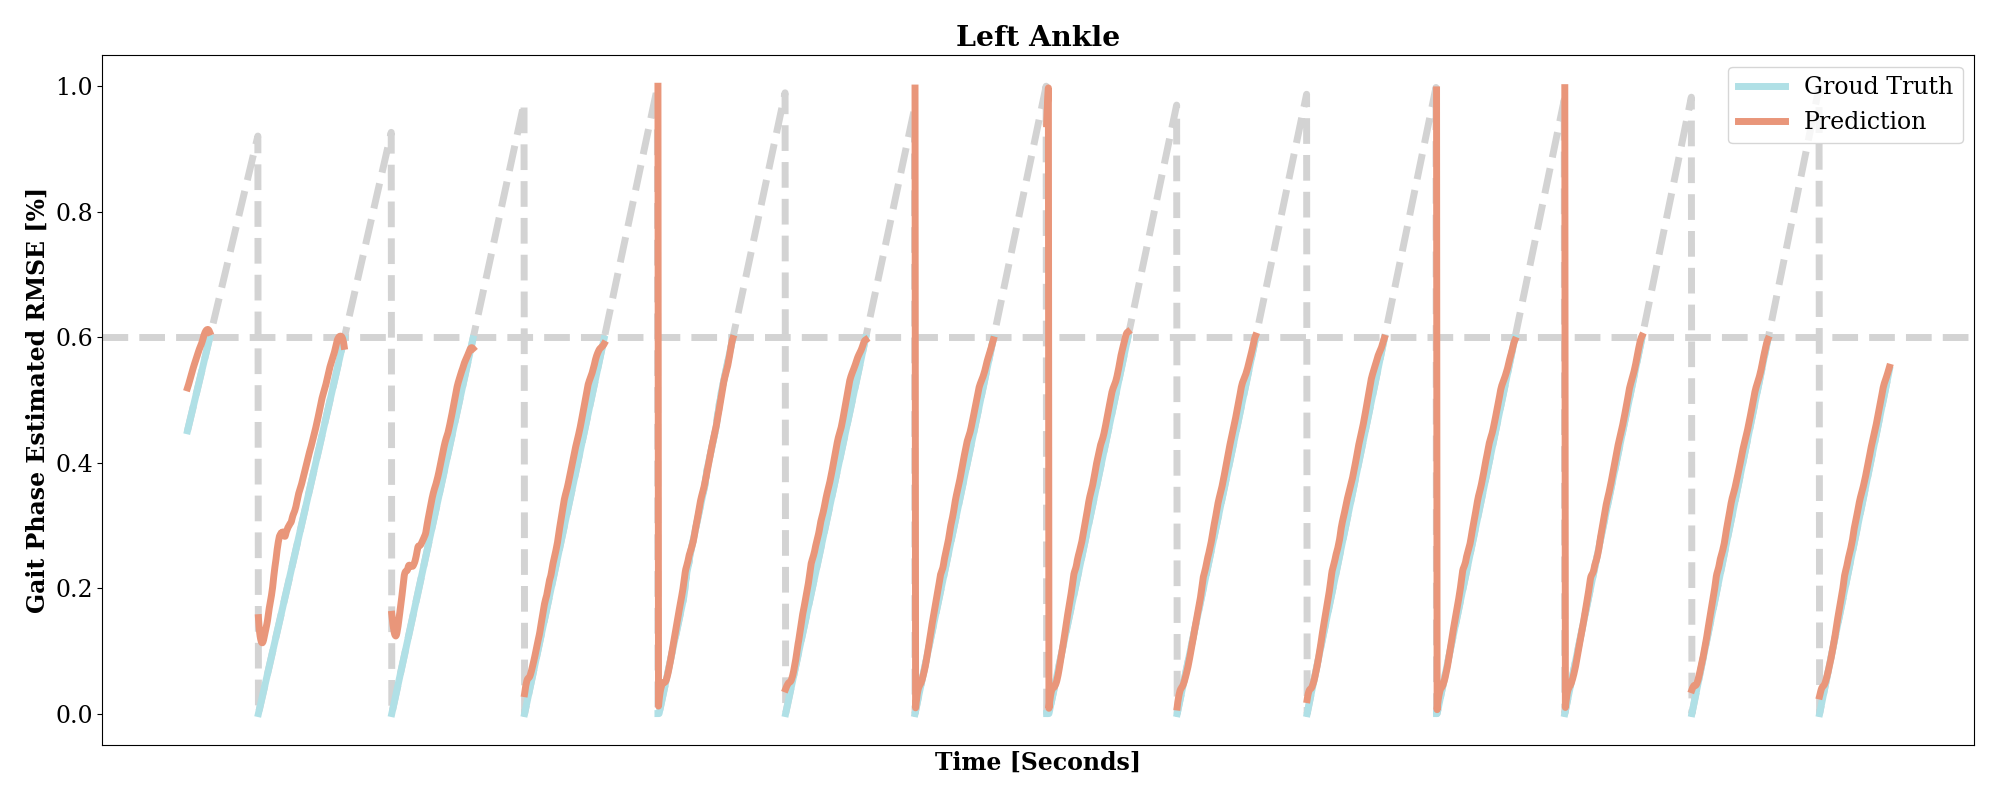 Left Ankle
Groud Truth
Prediction
1.0
0.8
0.6
0.4
0.2
0.0
Gait Phase Estimated RMSE [%]
Time [Seconds]